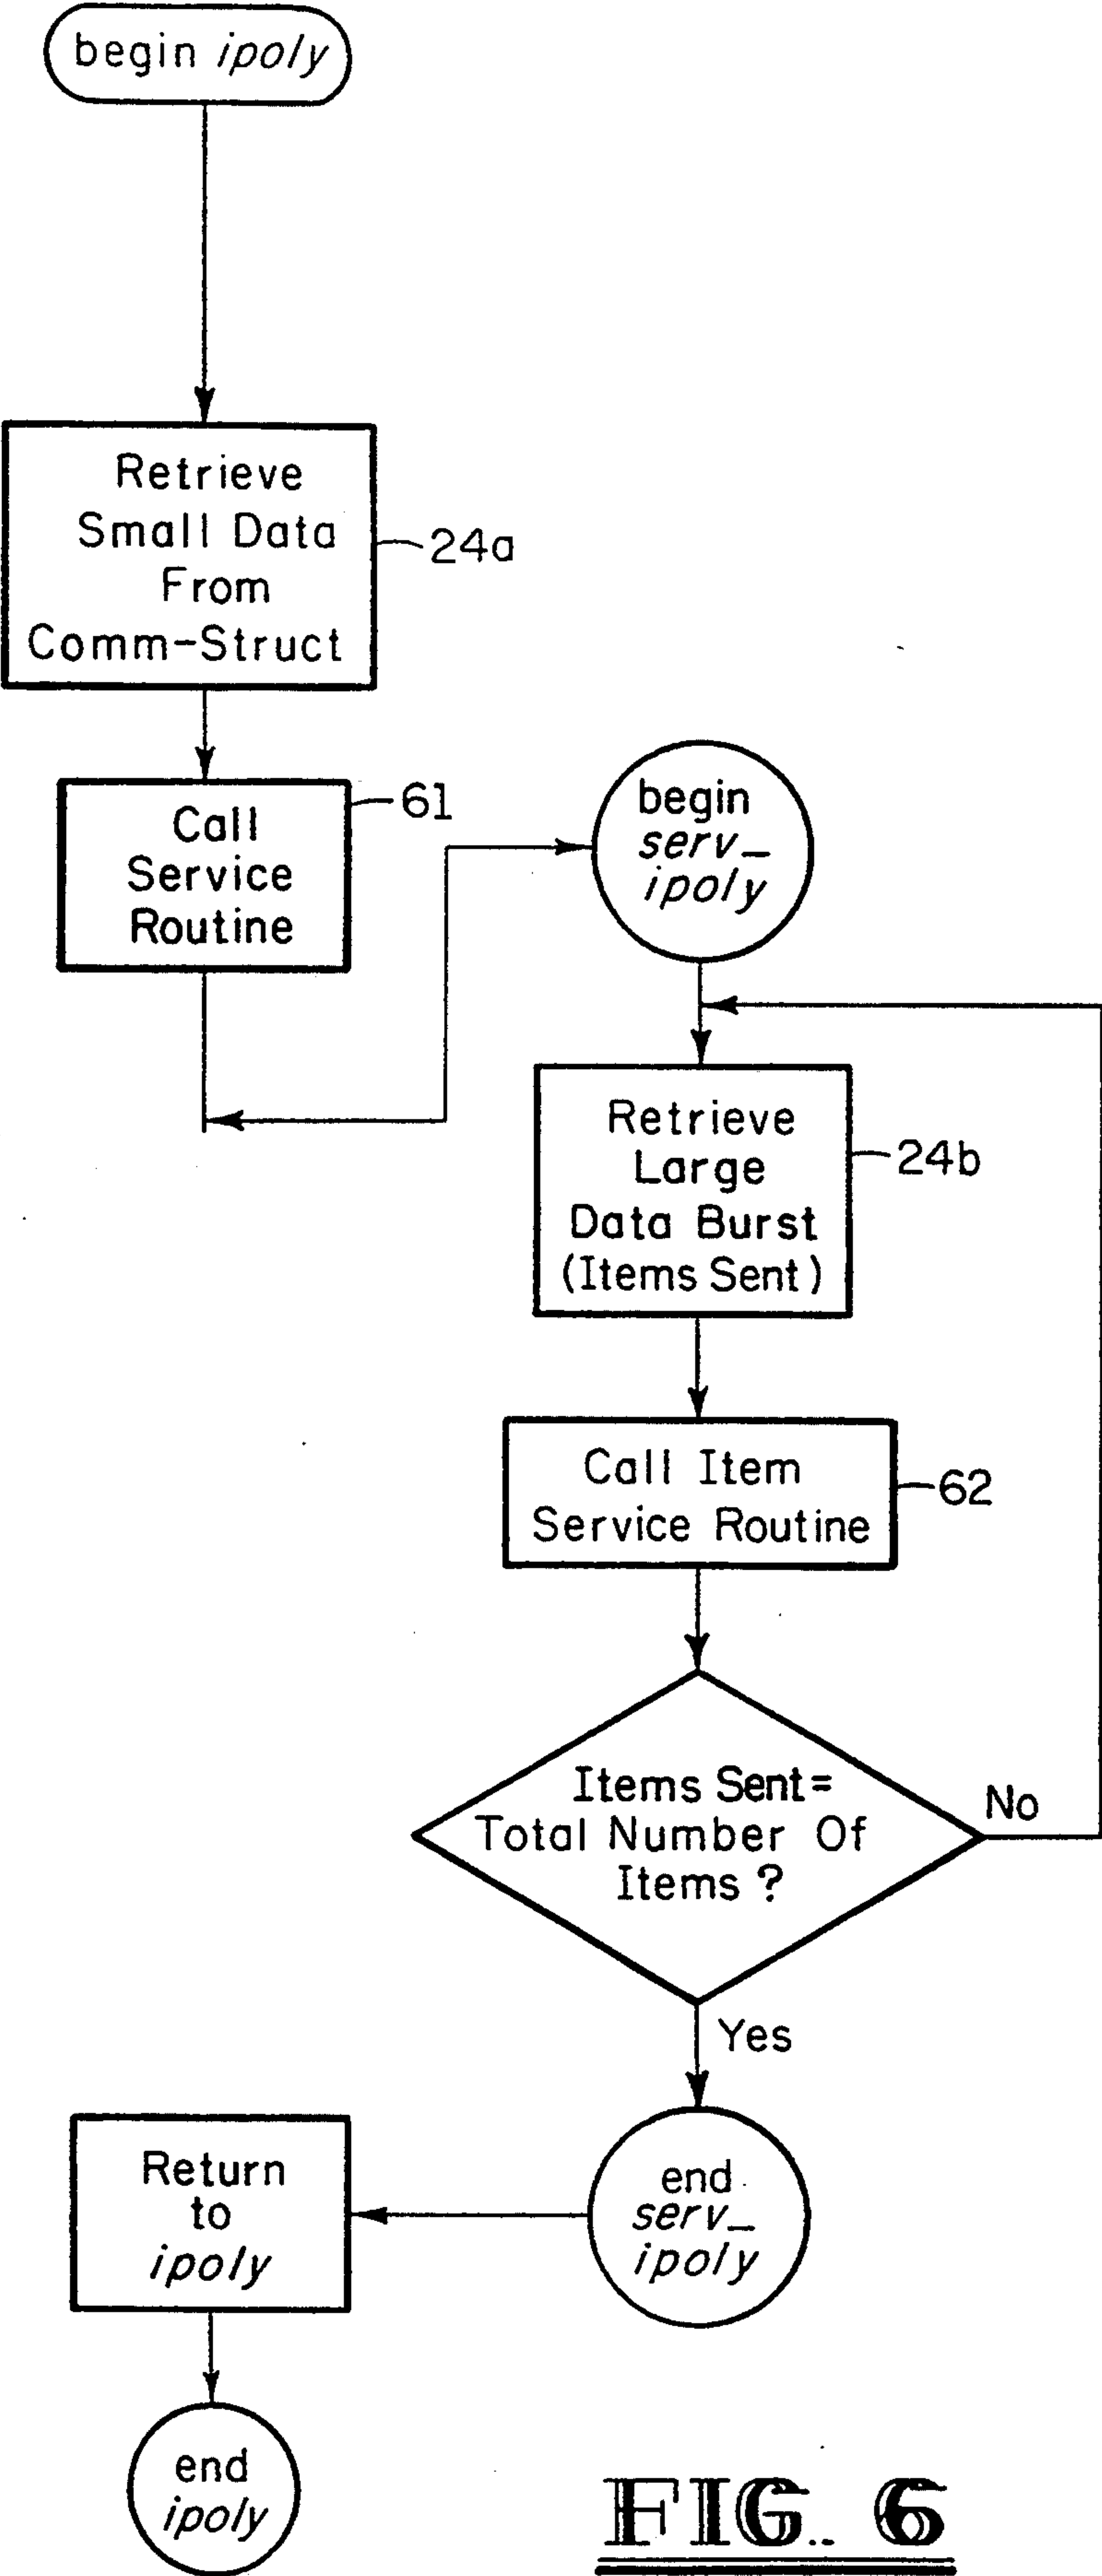 begin ipoly
Retrieve
Small Data
From
Comm-Struct
24a
Call
Service
Routine
61
begin
serv_
ipoly
Retrieve
Large
Data Burst
(Items Sent)
24b
Call Item
Service Routine
62
Items Sent=
Total Number Of
Items ?
No
Yes
end
serv_
ipoly
Return
to
ipoly
end
ipoly
FIG. 6